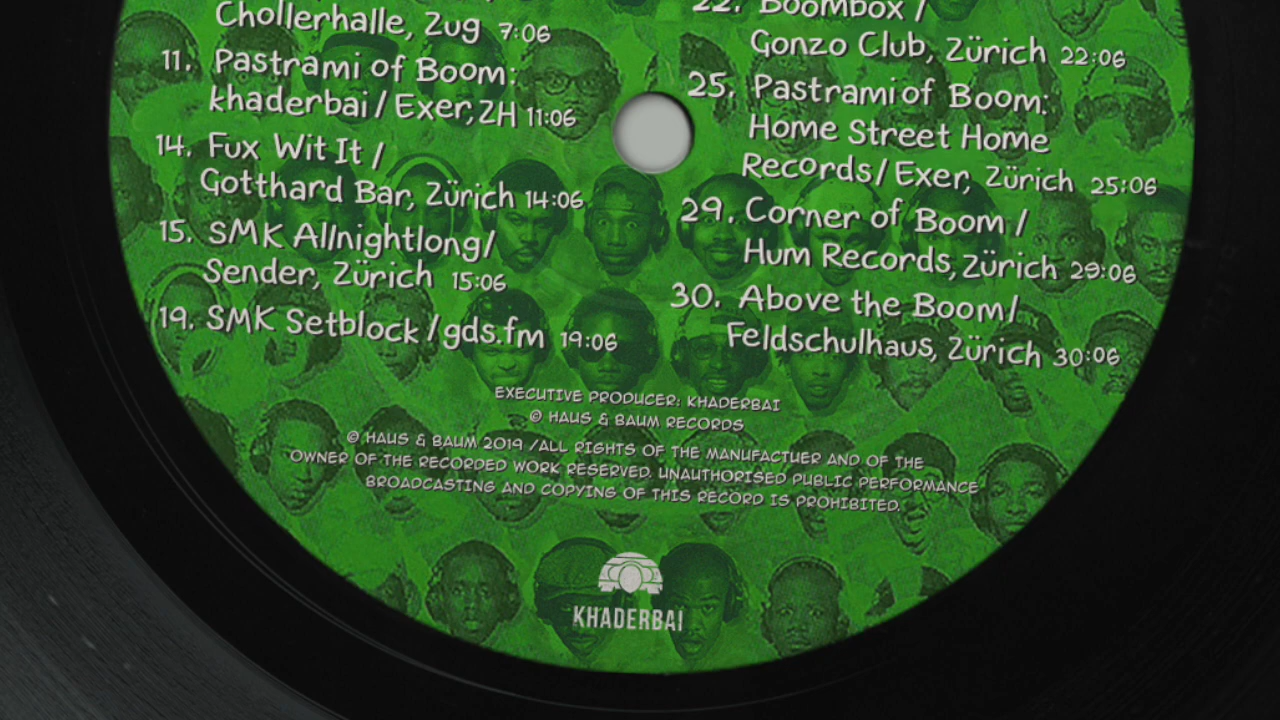 Chollerhalle, Zug 7:06
11. Pastrami of Boom:
khaderbai / Exer, ZH 11:06
14. Fux Wit It /
Gotthard Bar, Zürich 14:06
15. SMK Allnightlong/
Sender, Zürich 15:06
19. SMK Setblock / gds.fm 19:06
22. Boombox /
Gonzo Club, Zürich 22:06
25. Pastrami of Boom:
Home Street Home
Records / Exer, Zürich 25:06
29. Corner of Boom /
Hum Records, Zürich 29:06
30. Above the Boom /
Feldschulhaus, Zürich 30:06
EXECUTIVE PRODUCER: KHADERBAI
© HAUS & BAUM RECORDS
© HAUS & BAUM 2019 /ALL RIGHTS OF THE MANUFACTUER AND OF THE
OWNER OF THE RECORDED WORK RESERVED. UNAUTHORISED PUBLIC PERFORMANCE
BROADCASTING AND COPYING OF THIS RECORD IS PROHIBITED.
KHADERBAI